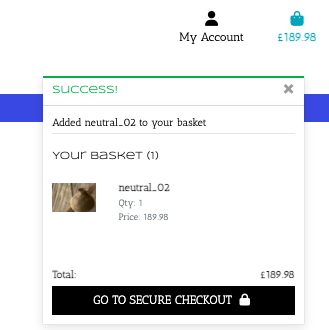 My Account
£189.98
Success!
Added neutral_02 to your basket
Your Basket (1)
neutral_02
Qty: 1
Price: 189.98
Total:
£189.98
GO TO SECURE CHECKOUT